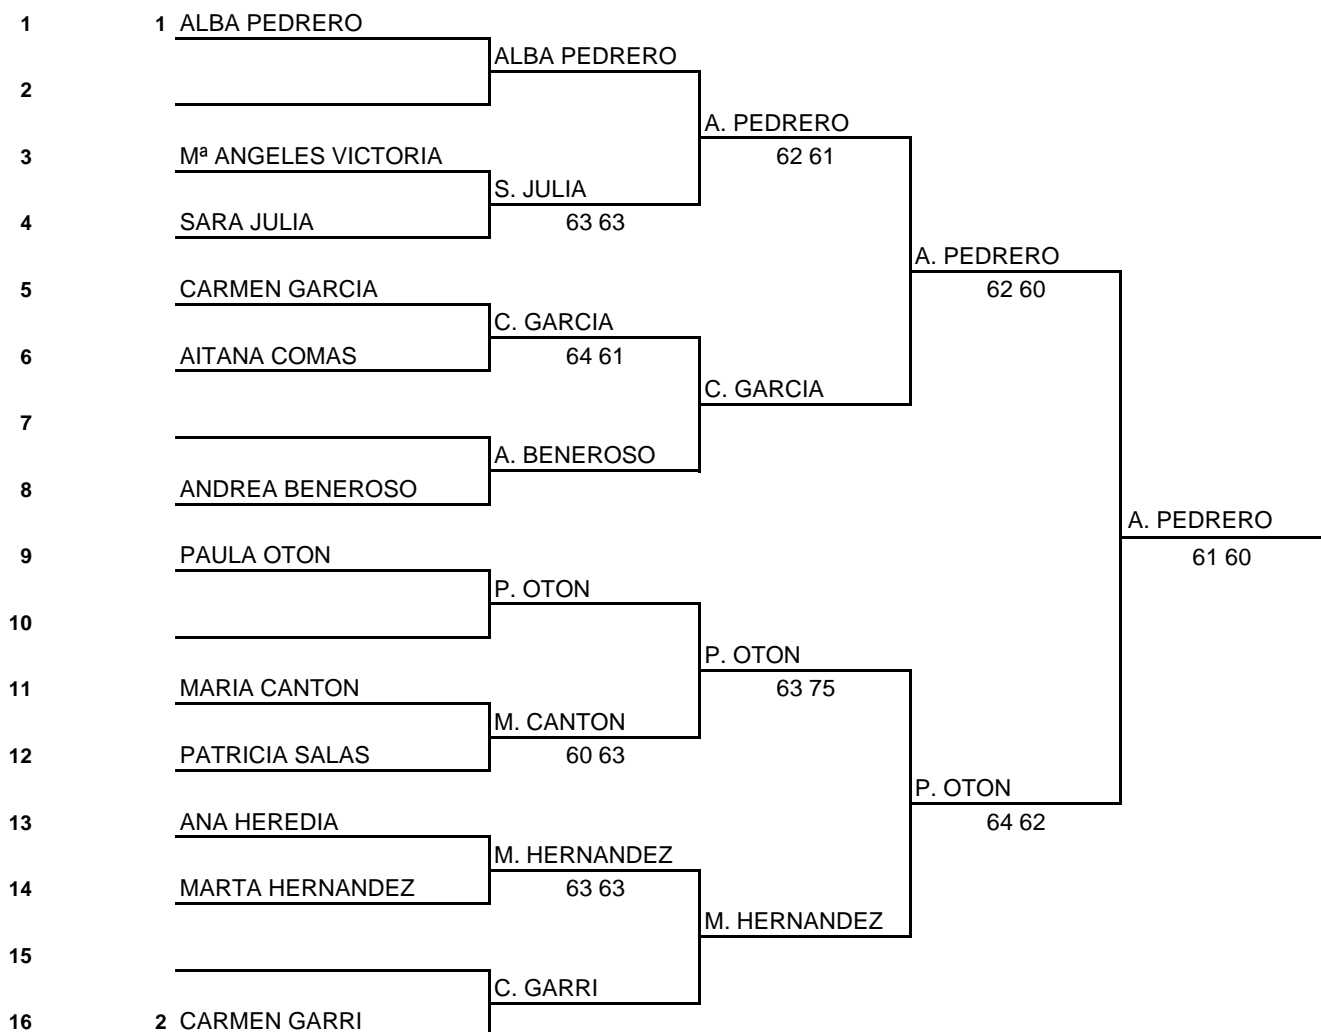 1 1 ALBA PEDRERO
ALBA PEDRERO
2
A. PEDRERO
3 Mª ANGELES VICTORIA 62 61
S. JULIA
4 SARA JULIA 63 63
A. PEDRERO
5 CARMEN GARCIA 62 60
C. GARCIA
6 AITANA COMAS 64 61
C. GARCIA
7
A. BENEROSO
8 ANDREA BENEROSO
A. PEDRERO
9 PAULA OTON 61 60
P. OTON
10
P. OTON
11 MARIA CANTON 63 75
M. CANTON
12 PATRICIA SALAS 60 63
P. OTON
13 ANA HEREDIA 64 62
M. HERNANDEZ
14 MARTA HERNANDEZ 63 63
M. HERNANDEZ
15
C. GARRI
16 2 CARMEN GARRI